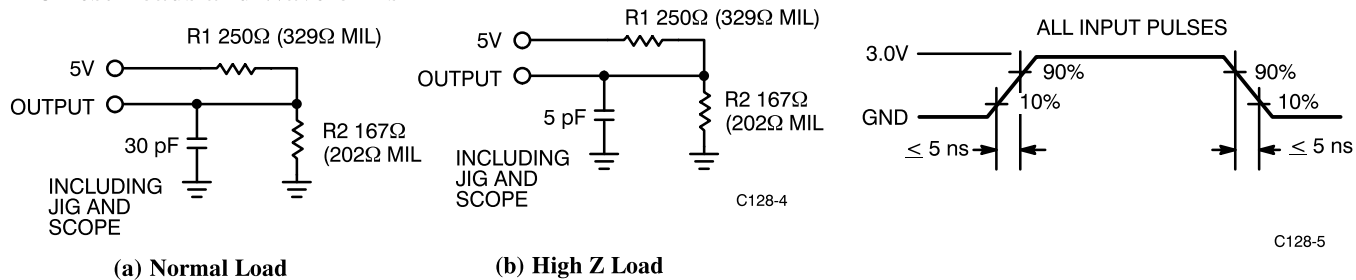 R1 250Ω (329Ω MIL)
5V
OUTPUT
30 pF
R2 167Ω
(202Ω MIL
INCLUDING
JIG AND
SCOPE
(a) Normal Load
R1 250Ω (329Ω MIL)
5V
OUTPUT
5 pF
R2 167Ω
(202Ω MIL
INCLUDING
JIG AND
SCOPE
C128-4
(b) High Z Load
ALL INPUT PULSES
3.0V
90%
10%
GND
≤ 5 ns
90%
10%
≤ 5 ns
C128-5